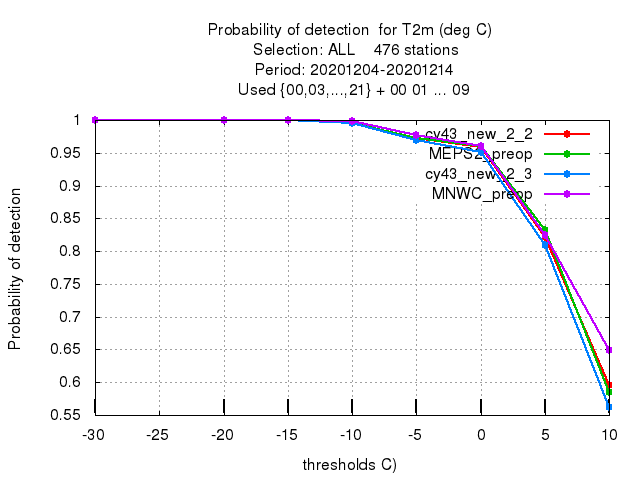 Probability of detection  for T2m (deg C)
Selection: ALL    476 stations
Period: 20201204-20201214
Used {00,03,...,21} + 00 01 ... 09
Probability of detection
1
0.95
0.9
0.85
0.8
0.75
0.7
0.65
0.6
0.55
cy43_new_2_2
MEPS2_preop
cy43_new_2_3
MNWC_preop
-30 -25 -20 -15 -10 -5 0 5 10
thresholds C)